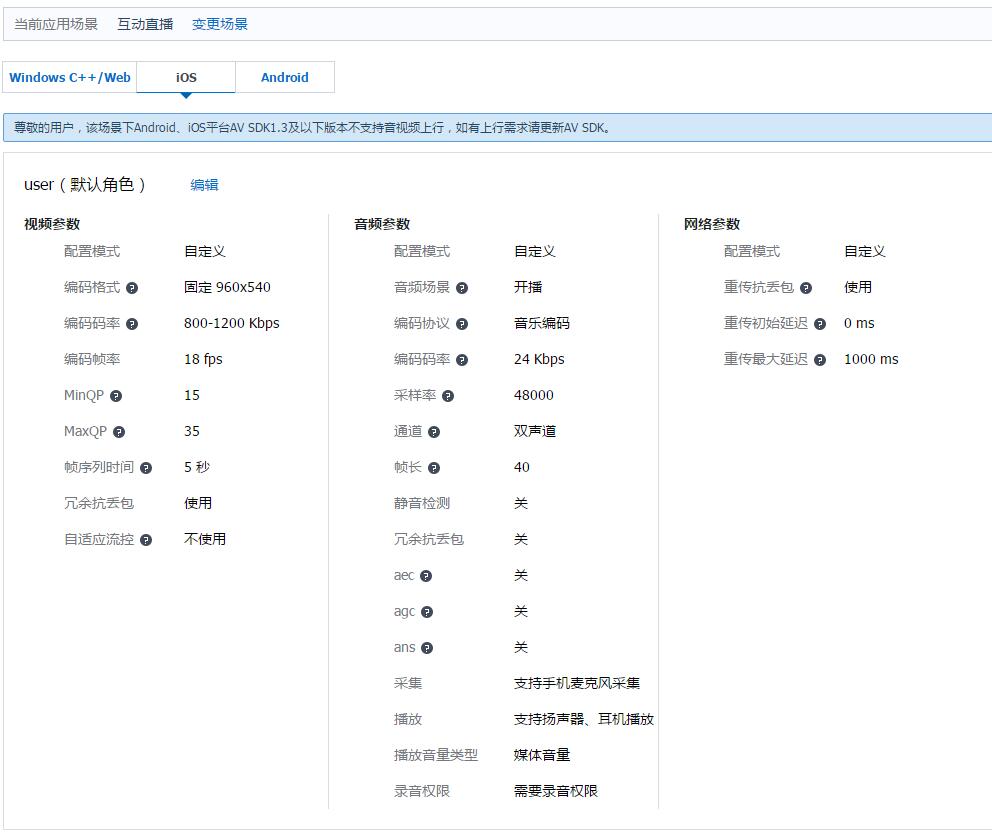 当前应用场景 互动直播 变更场景
Windows C++/Web iOS Android
尊敬的用户，该场景下Android、iOS平台AV SDK1.3及以下版本不支持音视频上行，如有上行需求请更新AV SDK。
user（默认角色） 编辑
视频参数
配置模式 自定义
编码格式 ? 固定 960x540
编码码率 ? 800-1200 Kbps
编码帧率 18 fps
MinQP ? 15
MaxQP ? 35
帧序列时间 ? 5 秒
冗余抗丢包 使用
自适应流控 ? 不使用
音频参数
配置模式 自定义
音频场景 ? 开播
编码协议 ? 音乐编码
编码码率 ? 24 Kbps
采样率 ? 48000
通道 ? 双声道
帧长 ? 40
静音检测 关
冗余抗丢包 关
aec ? 关
agc ? 关
ans ? 关
采集 支持手机麦克风采集
播放 支持扬声器、耳机播放
播放音量类型 媒体音量
录音权限 需要录音权限
网络参数
配置模式 自定义
重传抗丢包 ? 使用
重传初始延迟 ? 0 ms
重传最大延迟 ? 1000 ms